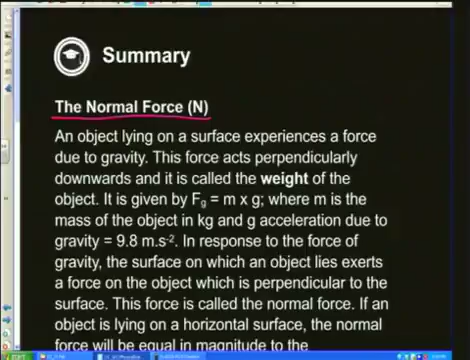 Summary
The Normal Force (N)
An object lying on a surface experiences a force
due to gravity. This force acts perpendicularly
downwards and it is called the weight of the
object. It is given by Fg = m x g; where m is the
mass of the object in kg and g acceleration due to
gravity = 9.8 m.s-2. In response to the force of
gravity, the surface on which an object lies exerts
a force on the object which is perpendicular to the
surface. This force is called the normal force. If an
object is lying on a horizontal surface, the normal
force will be equal in magnitude to the